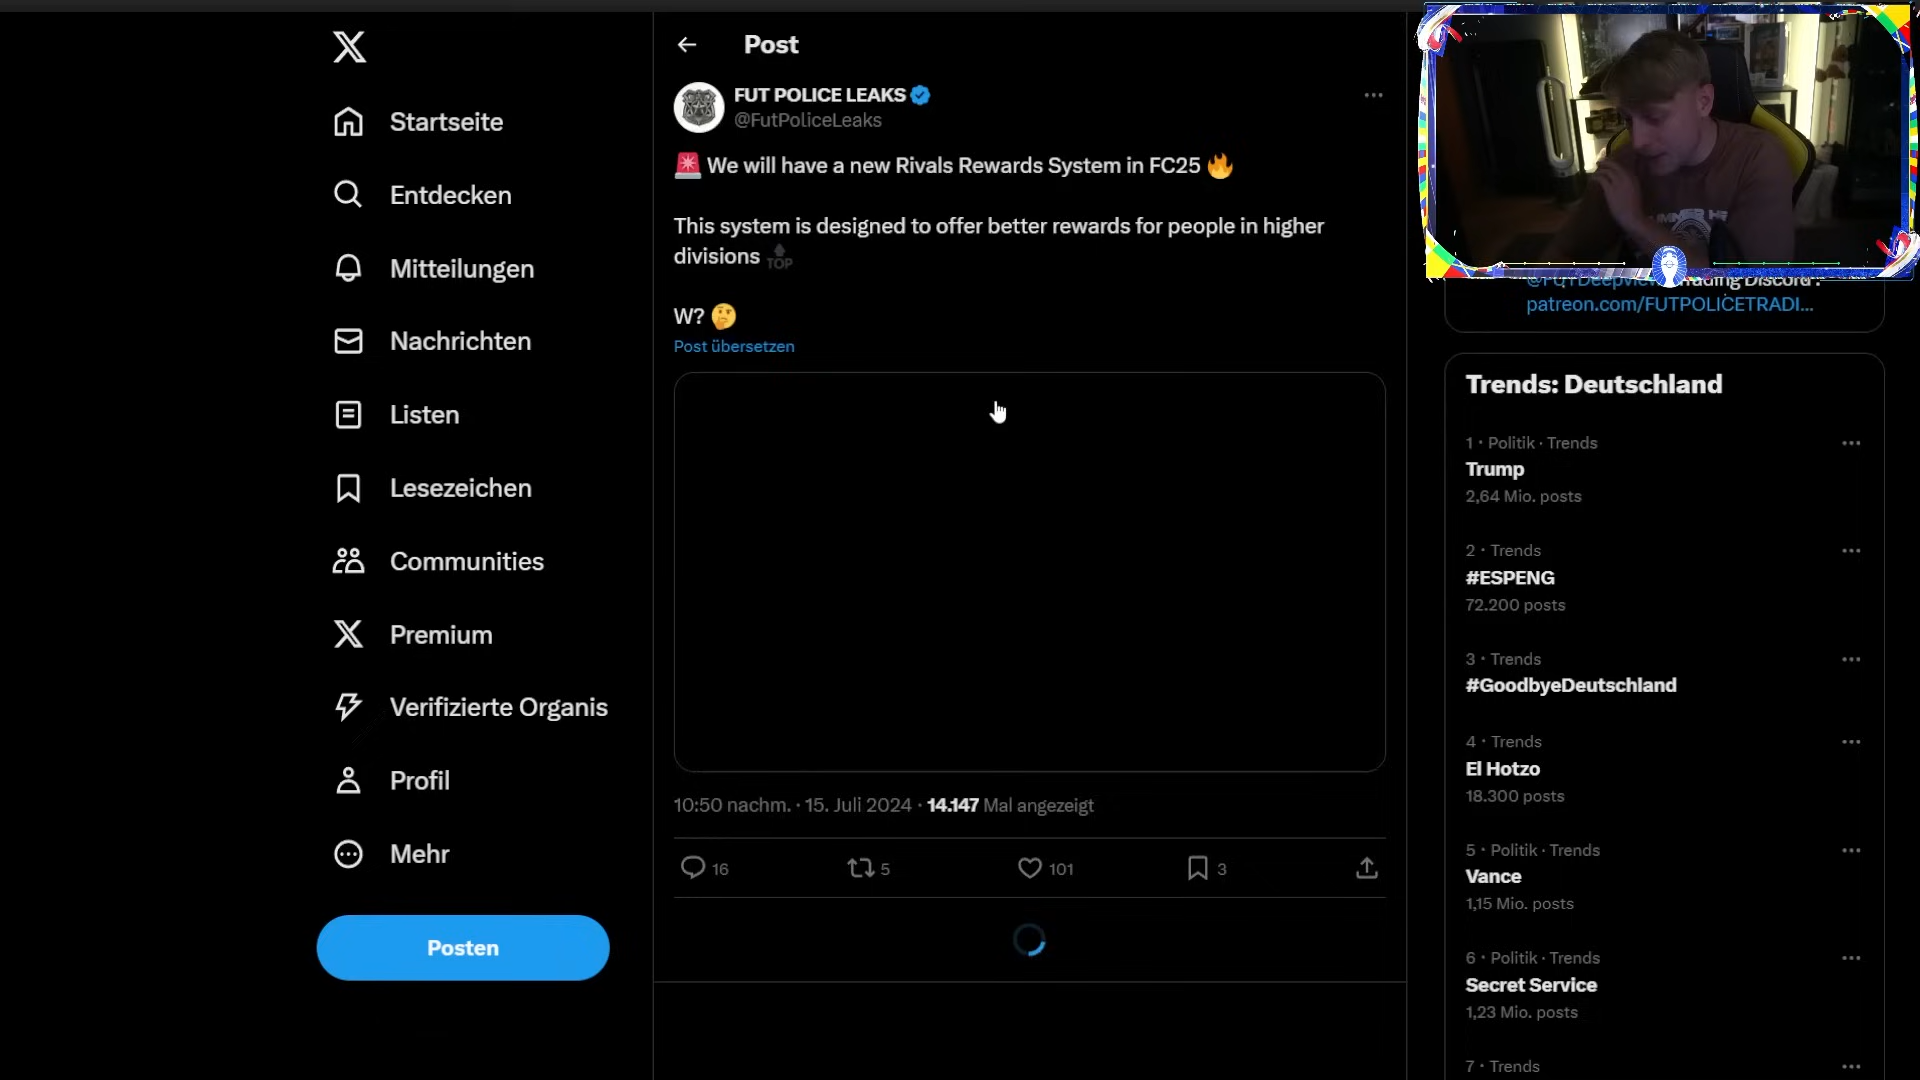 Startseite
Entdecken
Mitteilungen
Nachrichten
Listen
Lesezeichen
Communities
Premium
Verifizierte Organis
Profil
Mehr
Posten
Post
FUT POLICE LEAKS
@FutPoliceLeaks
🚨 We will have a new Rivals Rewards System in FC25 🔥
This system is designed to offer better rewards for people in higher
divisions 🔝
W? 🤔
Post übersetzen
10:50 nachm. · 15. Juli 2024 · 14.147 Mal angezeigt
16
5
101
3
patreon.com/FUTPOLICETRADI...
Trends: Deutschland
1 · Politik · Trends
Trump
2,64 Mio. posts
2 · Trends
#ESPENG
72.200 posts
3 · Trends
#GoodbyeDeutschland
4 · Trends
El Hotzo
18.300 posts
5 · Politik · Trends
Vance
1,15 Mio. posts
6 · Politik · Trends
Secret Service
1,23 Mio. posts
7 · Trends